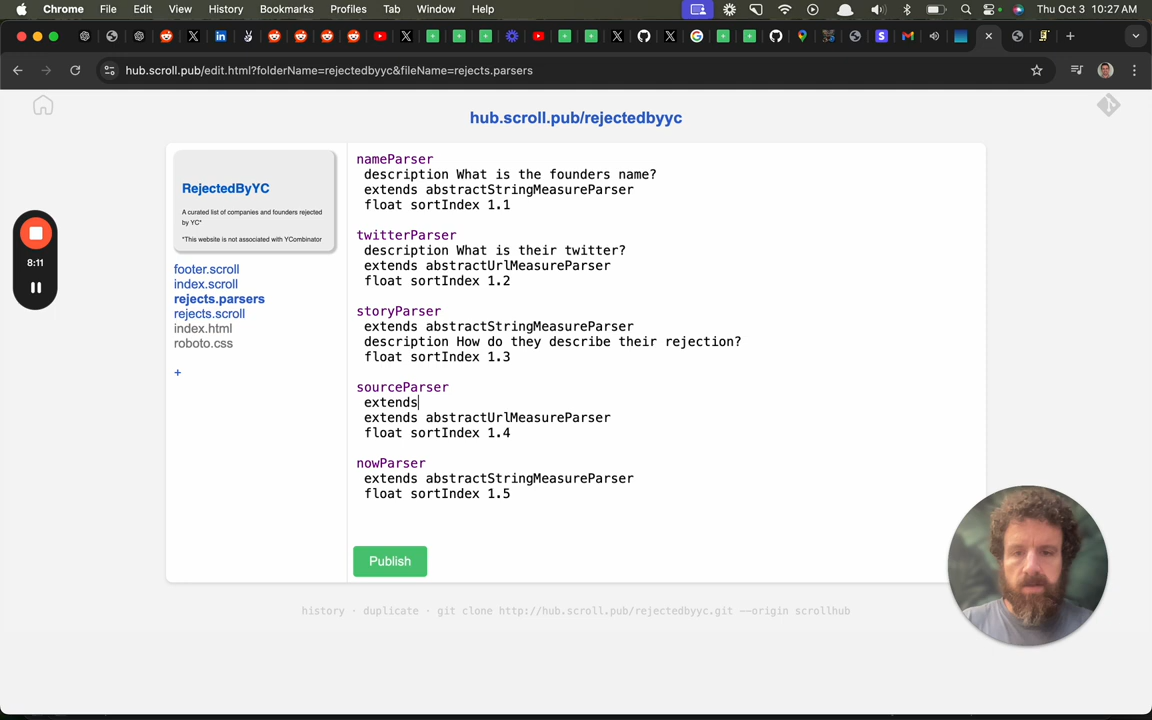 Chrome File Edit View History Bookmarks Profiles Tab Window Help Thu Oct 3 10:27 AM
hub.scroll.pub/edit.html?folderName=rejectedbyyc&fileName=rejects.parsers
hub.scroll.pub/rejectedbyyc
RejectedByYC
A curated list of companies and founders rejected
by YC*
*This website is not associated with YCombinator
footer.scroll
index.scroll
rejects.parsers
rejects.scroll
index.html
roboto.css
+
nameParser
description What is the founders name?
extends abstractStringMeasureParser
float sortIndex 1.1
twitterParser
description What is their twitter?
extends abstractUrlMeasureParser
float sortIndex 1.2
storyParser
extends abstractStringMeasureParser
description How do they describe their rejection?
float sortIndex 1.3
sourceParser
extends
extends abstractUrlMeasureParser
float sortIndex 1.4
nowParser
extends abstractStringMeasureParser
float sortIndex 1.5
Publish
history · duplicate · git clone http://hub.scroll.pub/rejectedbyyc.git --origin scrollhub
8:11